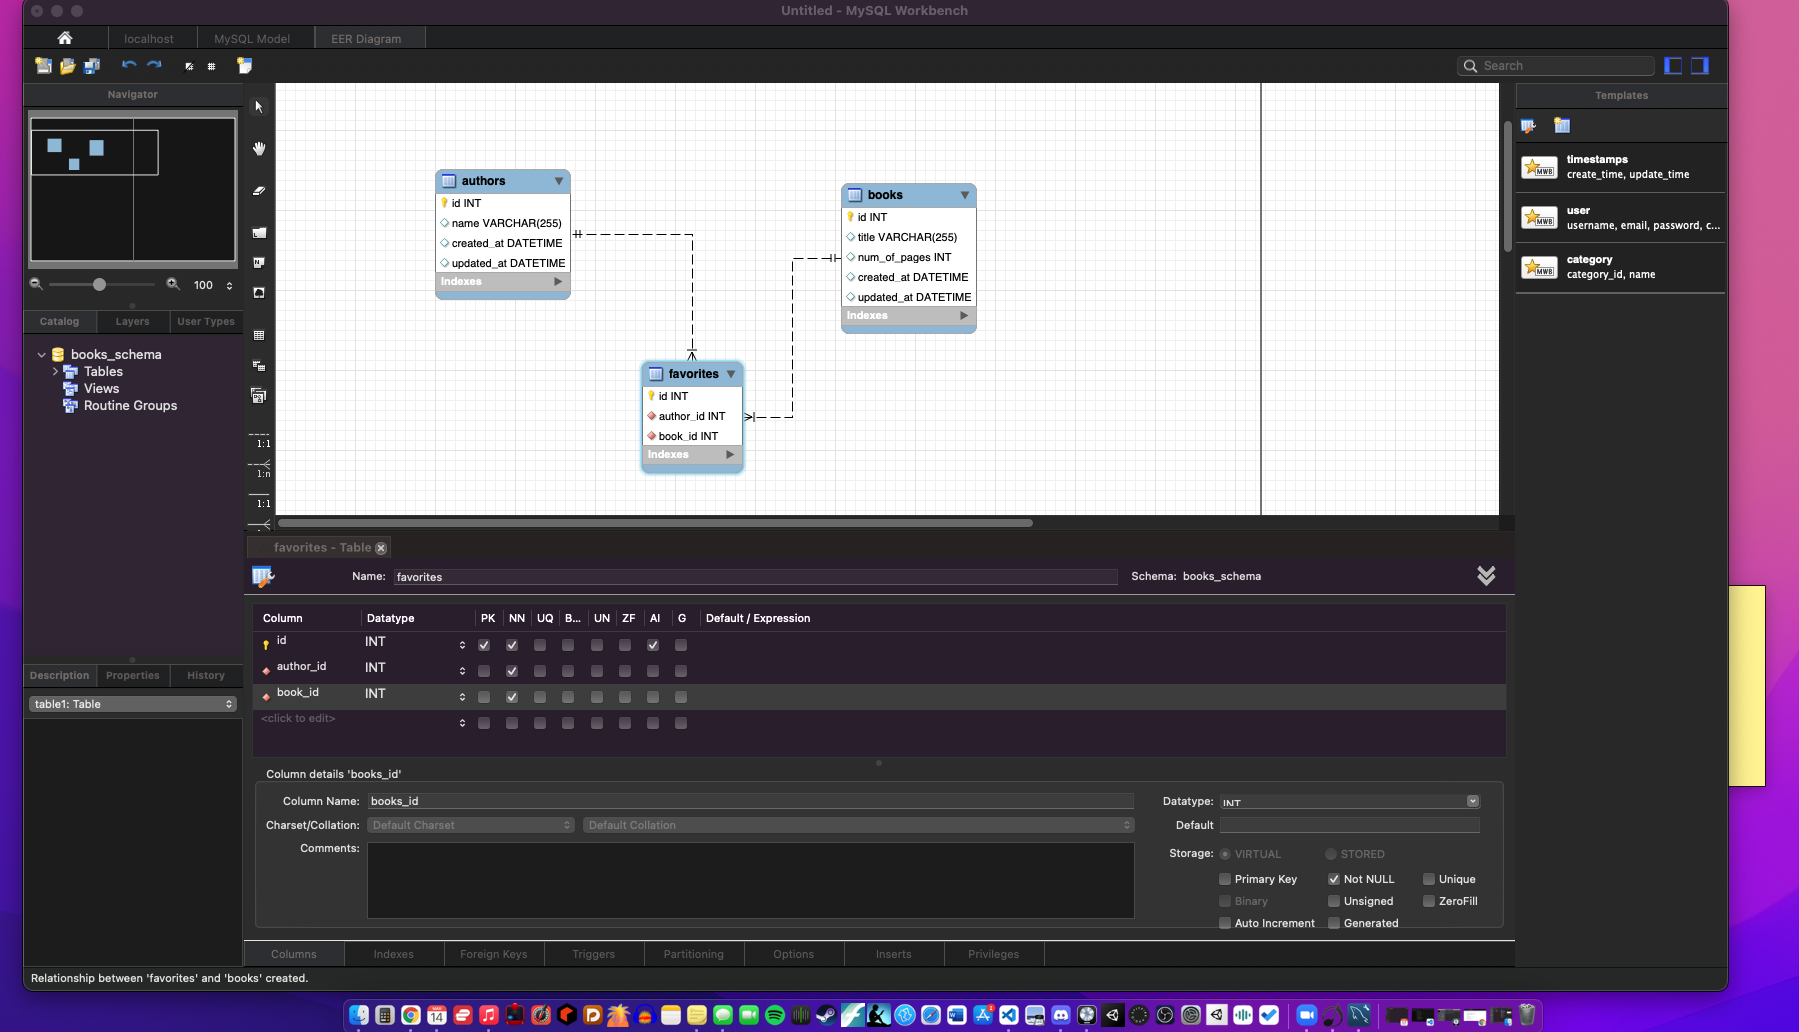 Untitled - MySQL Workbench
localhost
MySQL Model
EER Diagram
Search
Navigator
100
Catalog
Layers
User Types
books_schema
Tables
Views
Routine Groups
Description
Properties
History
table1: Table
1:1
1:n
1:1
authors
id INT
name VARCHAR(255)
created_at DATETIME
updated_at DATETIME
Indexes
books
id INT
title VARCHAR(255)
num_of_pages INT
created_at DATETIME
updated_at DATETIME
Indexes
favorites
id INT
author_id INT
book_id INT
Indexes
Templates
timestamps
create_time, update_time
user
username, email, password, c...
category
category_id, name
MWB
MWB
MWB
favorites - Table
Name: favorites
Schema: books_schema
Column Datatype PK NN UQ B... UN ZF AI G Default / Expression
id INT
author_id INT
book_id INT
<click to edit>
Column details 'books_id'
Column Name: books_id
Datatype: INT
Charset/Collation: Default Charset Default Collation
Default
Comments:
Storage: VIRTUAL STORED
Primary Key Not NULL Unique
Binary Unsigned ZeroFill
Auto Increment Generated
Columns Indexes Foreign Keys Triggers Partitioning Options Inserts Privileges
Relationship between 'favorites' and 'books' created.
14